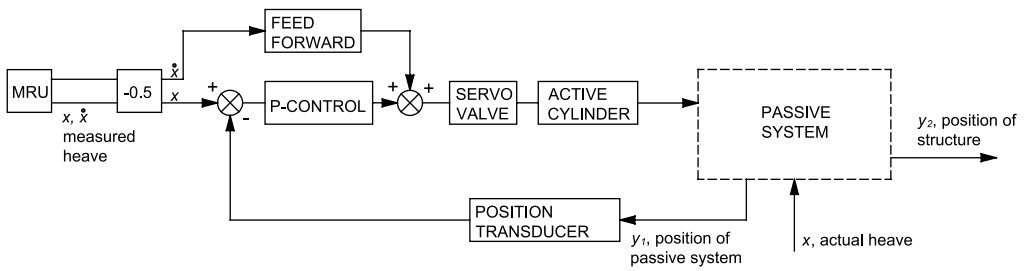 FEED
FORWARD
ẋ
MRU
-0.5
x
+
-
P-CONTROL
+
+
+
SERVO
VALVE
ACTIVE
CYLINDER
PASSIVE
SYSTEM
x, ẋ
measured
heave
y2, position of
structure
POSITION
TRANSDUCER
y1, position of
passive system
x, actual heave